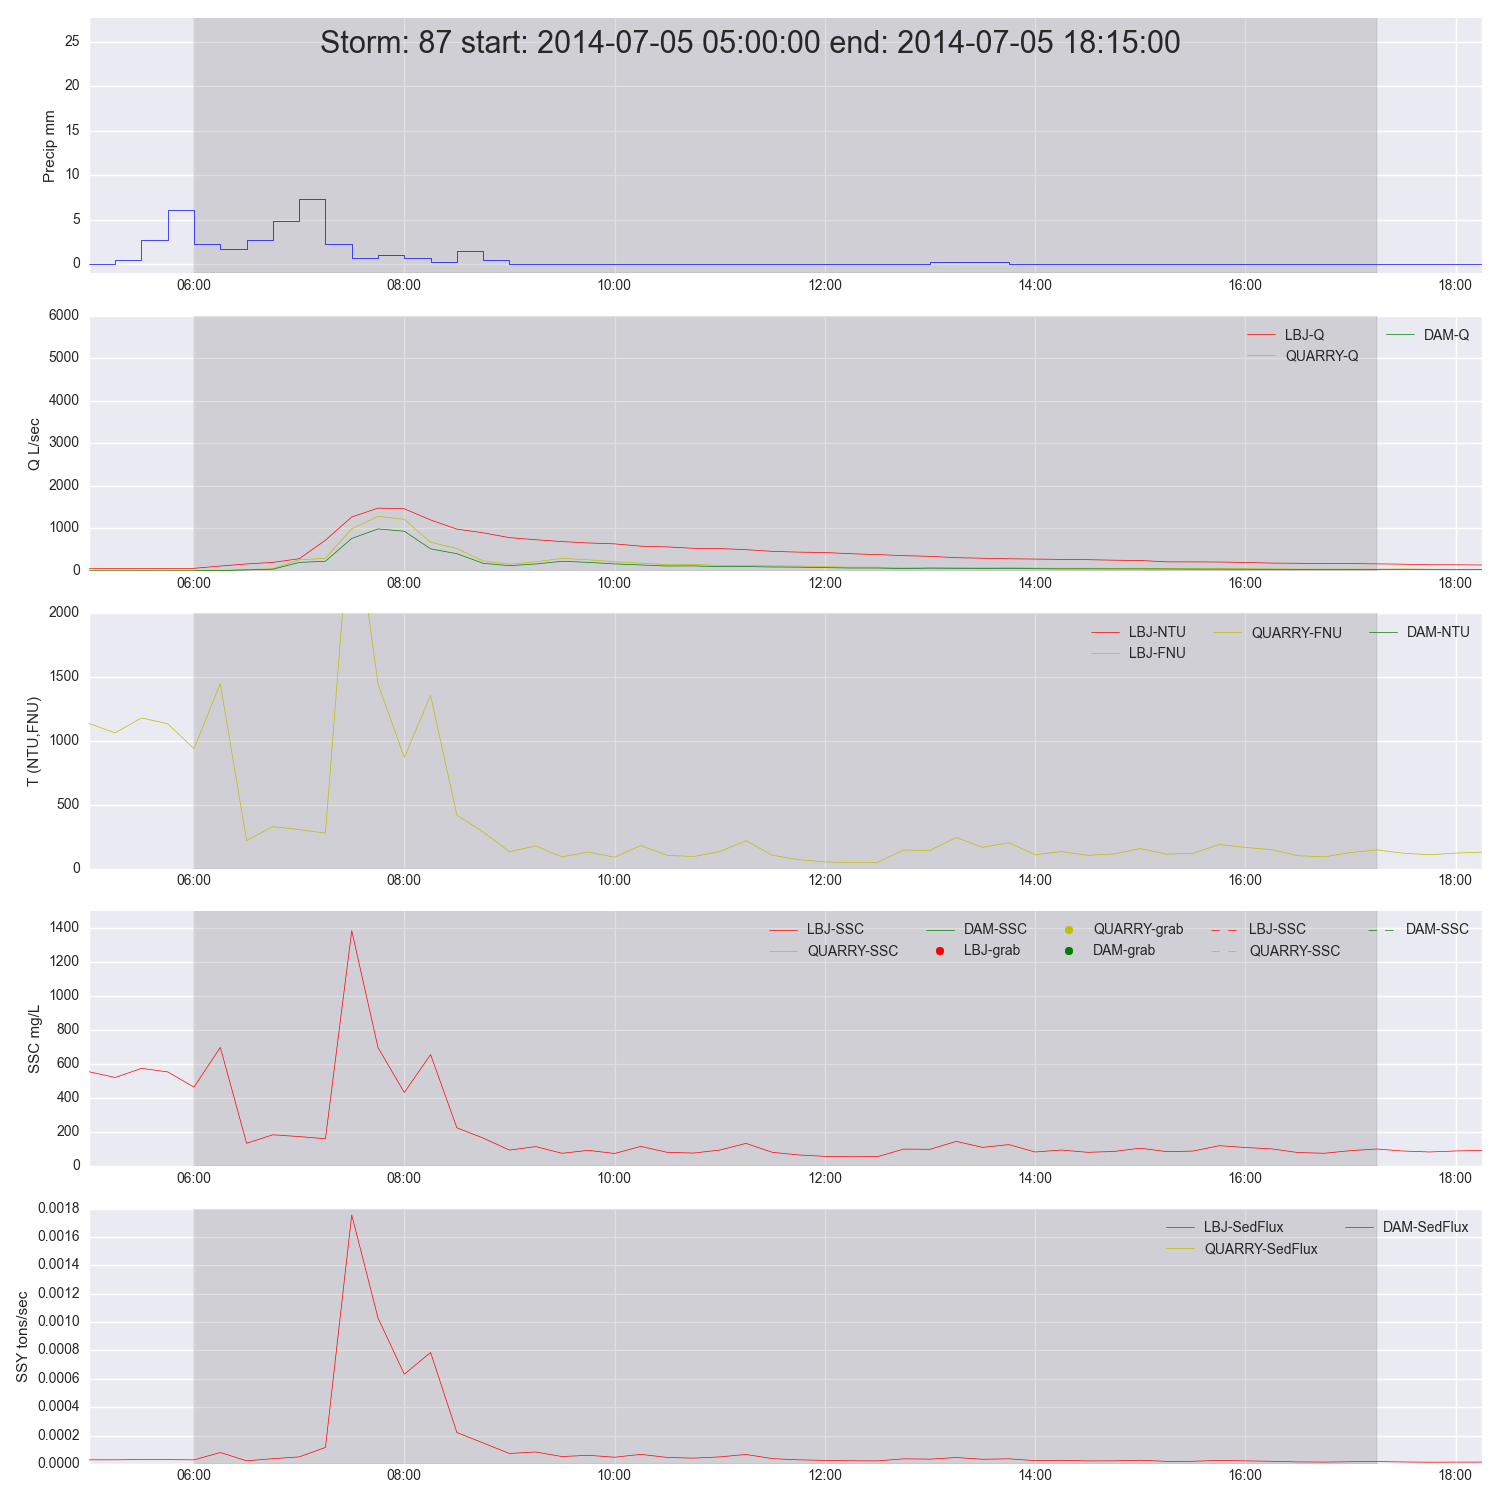 Storm: 87 start: 2014-07-05 05:00:00 end: 2014-07-05 18:15:00
Precip mm
25
20
15
10
5
0
06:00 08:00 10:00 12:00 14:00 16:00 18:00
Q L/sec
6000
5000
4000
3000
2000
1000
0
LBJ-Q DAM-Q
QUARRY-Q
06:00 08:00 10:00 12:00 14:00 16:00 18:00
T (NTU,FNU)
2000
1500
1000
500
0
LBJ-NTU QUARRY-FNU DAM-NTU
LBJ-FNU
06:00 08:00 10:00 12:00 14:00 16:00 18:00
SSC mg/L
1400
1200
1000
800
600
400
200
0
LBJ-SSC DAM-SSC QUARRY-grab LBJ-SSC DAM-SSC
QUARRY-SSC LBJ-grab DAM-grab QUARRY-SSC
06:00 08:00 10:00 12:00 14:00 16:00 18:00
SSY tons/sec
0.0018
0.0016
0.0014
0.0012
0.0010
0.0008
0.0006
0.0004
0.0002
0.0000
LBJ-SedFlux DAM-SedFlux
QUARRY-SedFlux
06:00 08:00 10:00 12:00 14:00 16:00 18:00